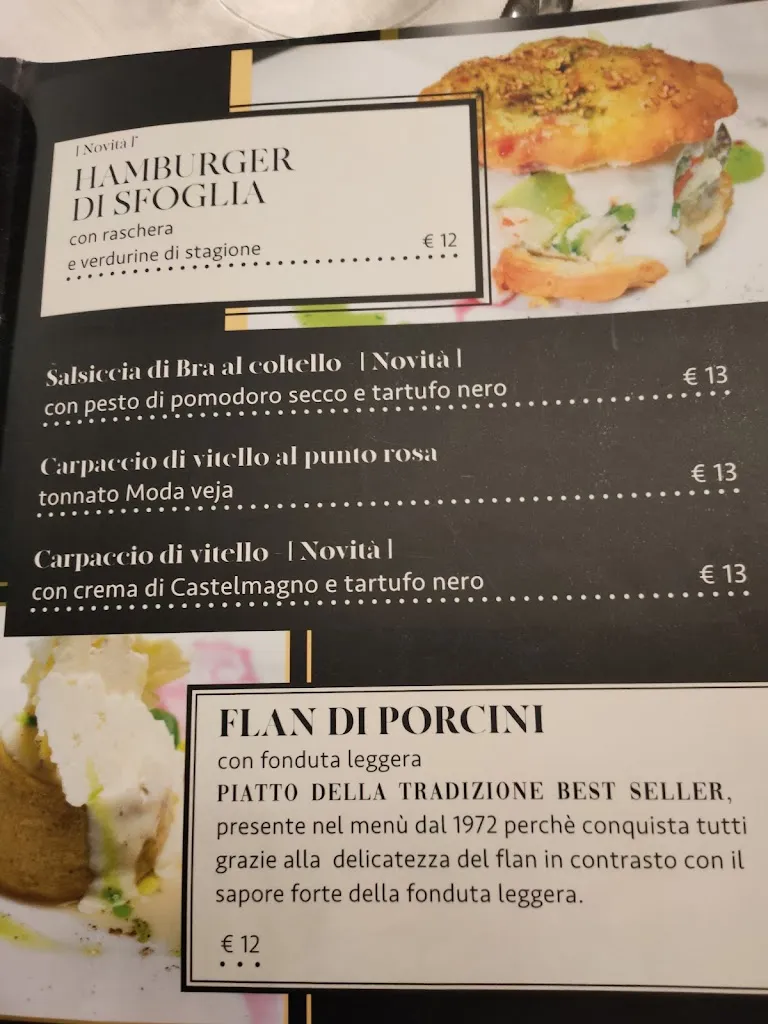 | Novità |
HAMBURGER
DI SFOGLIA
con raschera
e verdurine di stagione € 12
Salsiccia di Bra al coltello - | Novità |
con pesto di pomodoro secco e tartufo nero € 13
Carpaccio di vitello al punto rosa
tonnato Moda veja € 13
Carpaccio di vitello - | Novità |
con crema di Castelmagno e tartufo nero € 13
FLAN DI PORCINI
con fonduta leggera
PIATTO DELLA TRADIZIONE BEST SELLER,
presente nel menù dal 1972 perchè conquista tutti
grazie alla delicatezza del flan in contrasto con il
sapore forte della fonduta leggera.
€ 12